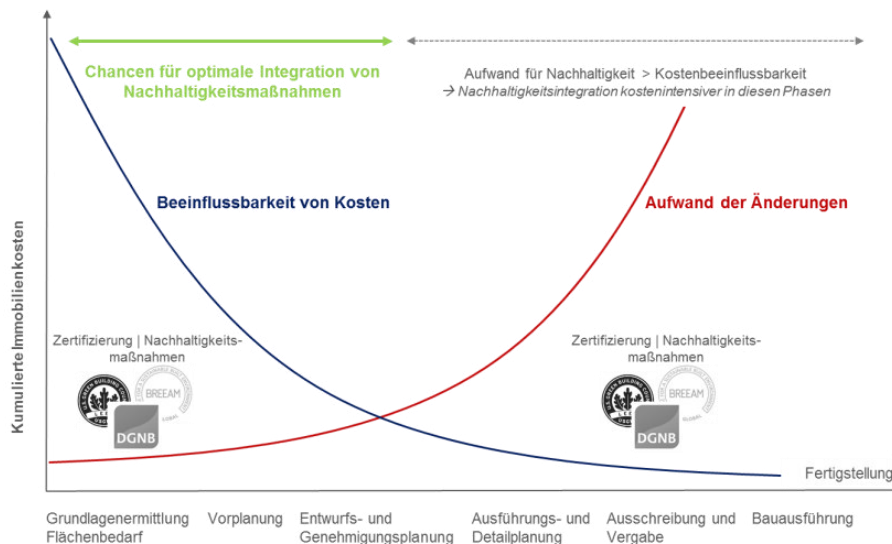 Chancen für optimale Integration von
Nachhaltigkeitsmaßnahmen
Aufwand für Nachhaltigkeit > Kostenbeeinflussbarkeit
→ Nachhaltigkeitsintegration kostenintensiver in diesen Phasen
Beeinflussbarkeit von Kosten
Aufwand der Änderungen
Kumulierte Immobilienkosten
Zertifizierung | Nachhaltigkeits-
maßnahmen
BREEAM
GLOBAL
DGNB
Zertifizierung | Nachhaltigkeits-
maßnahmen
BREEAM
GLOBAL
DGNB
Fertigstellung
Grundlagenermittlung
Flächenbedarf
Vorplanung
Entwurfs- und
Genehmigungsplanung
Ausführungs- und
Detailplanung
Ausschreibung und
Vergabe
Bauausführung